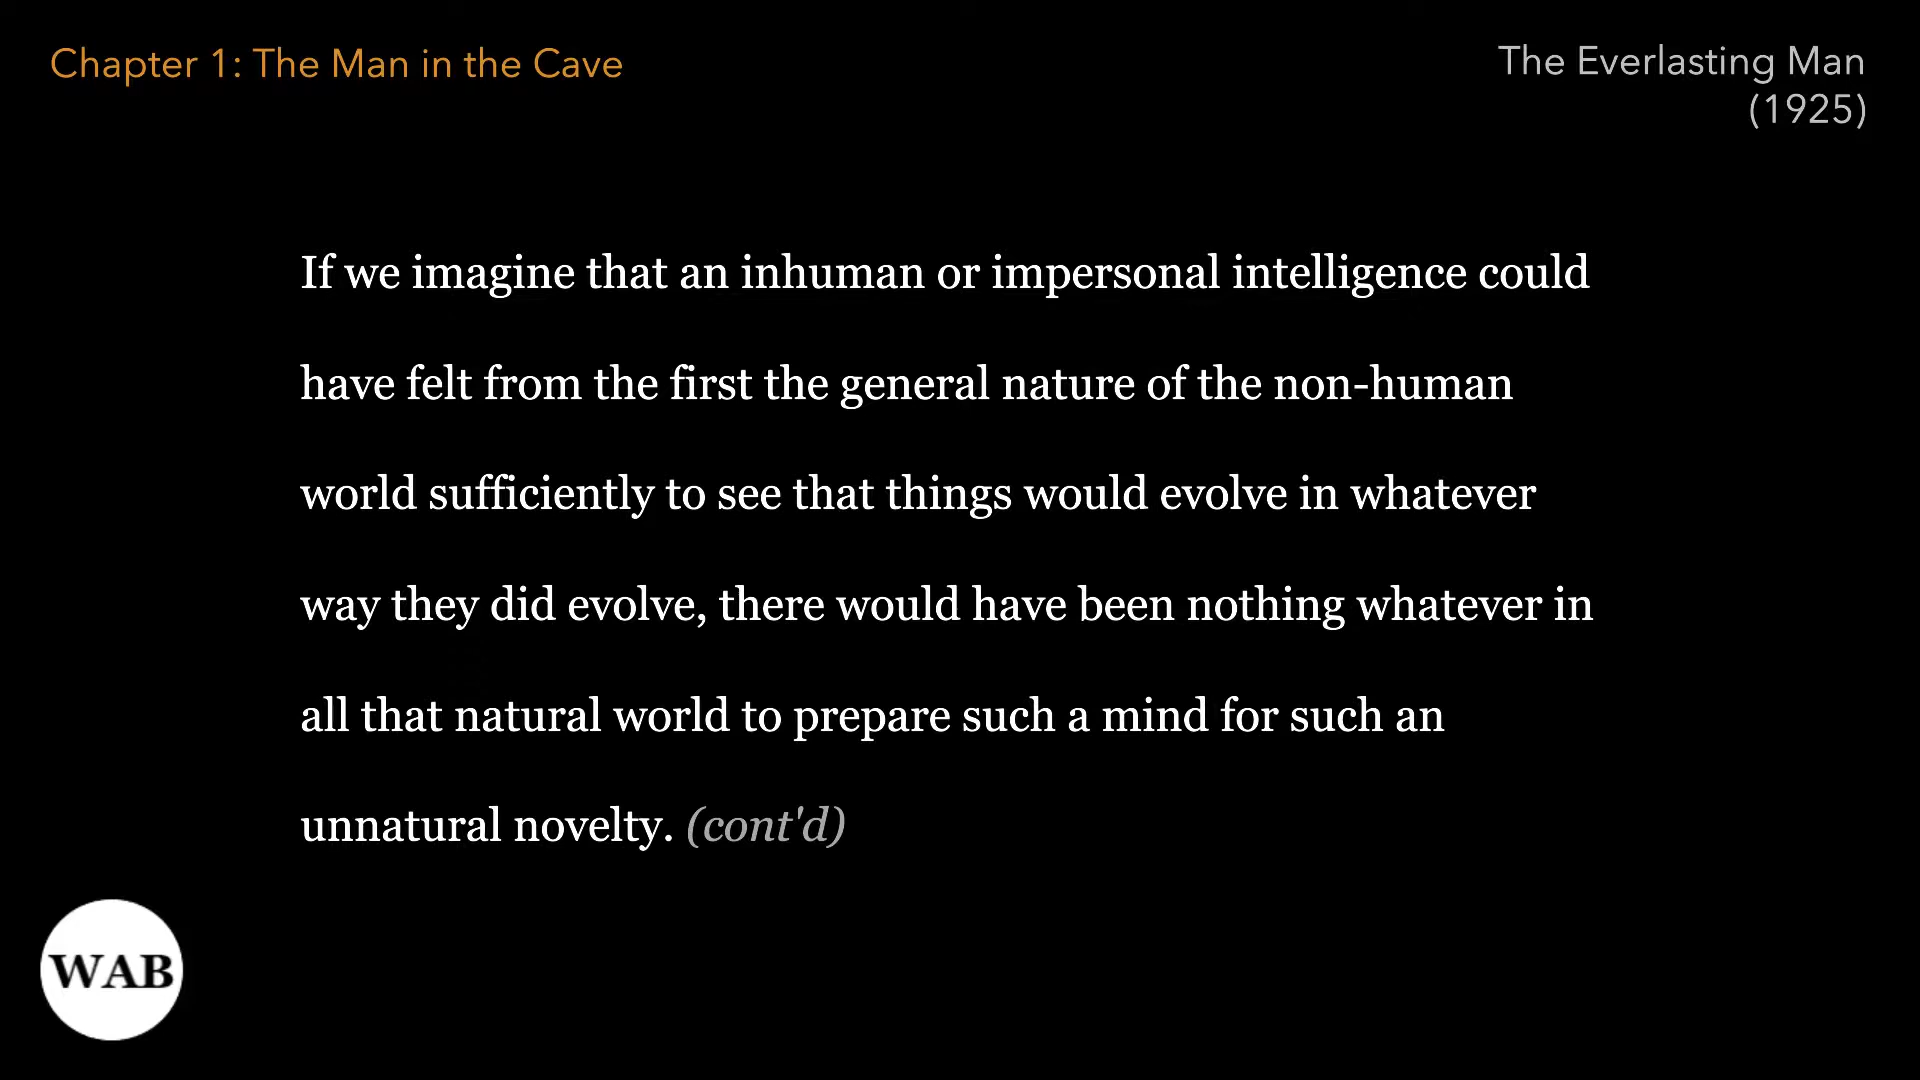 Chapter 1: The Man in the Cave
The Everlasting Man
(1925)
If we imagine that an inhuman or impersonal intelligence could
have felt from the first the general nature of the non-human
world sufficiently to see that things would evolve in whatever
way they did evolve, there would have been nothing whatever in
all that natural world to prepare such a mind for such an
unnatural novelty. (cont'd)
WAB